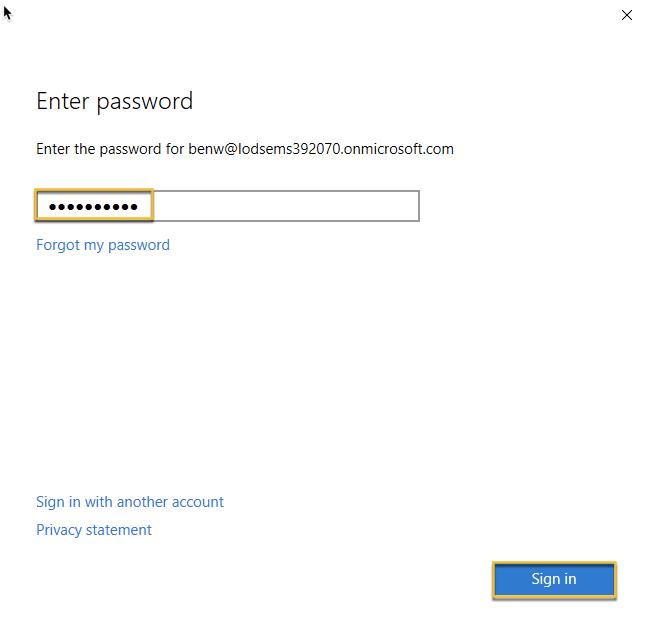 Enter password
Enter the password for benw@lodsems392070.onmicrosoft.com
●●●●●●●●●●
Forgot my password
Sign in with another account
Privacy statement
Sign in